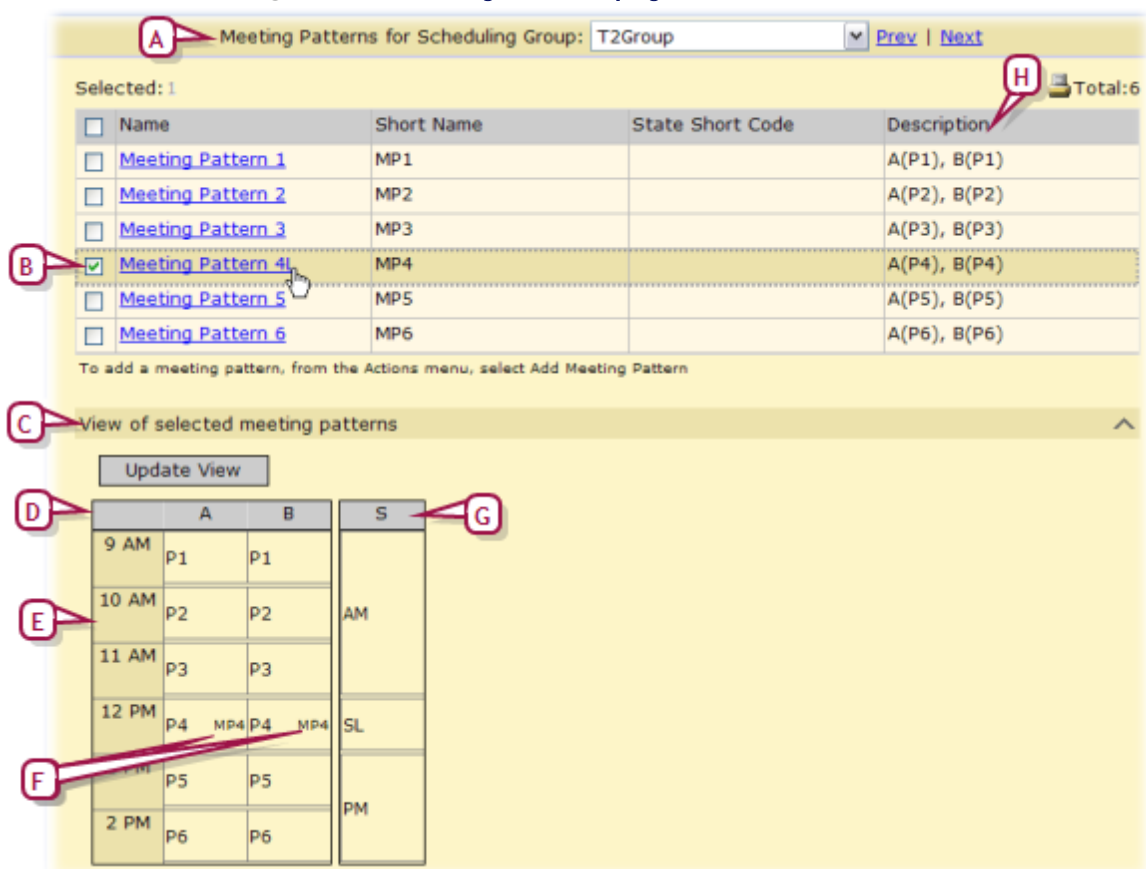 A Meeting Patterns for Scheduling Group: T2Group Prev | Next
Selected: 1 H Total:6
Name Short Name State Short Code Description
Meeting Pattern 1 MP1 A(P1), B(P1)
Meeting Pattern 2 MP2 A(P2), B(P2)
Meeting Pattern 3 MP3 A(P3), B(P3)
B Meeting Pattern 4L MP4 A(P4), B(P4)
Meeting Pattern 5 MP5 A(P5), B(P5)
Meeting Pattern 6 MP6 A(P6), B(P6)
To add a meeting pattern, from the Actions menu, select Add Meeting Pattern
C View of selected meeting patterns
Update View
D A B S G
9 AM P1 P1
E 10 AM P2 P2 AM
11 AM P3 P3
12 PM P4 MP4 P4 MP4 SL
F PM P5 P5
2 PM P6 P6 PM